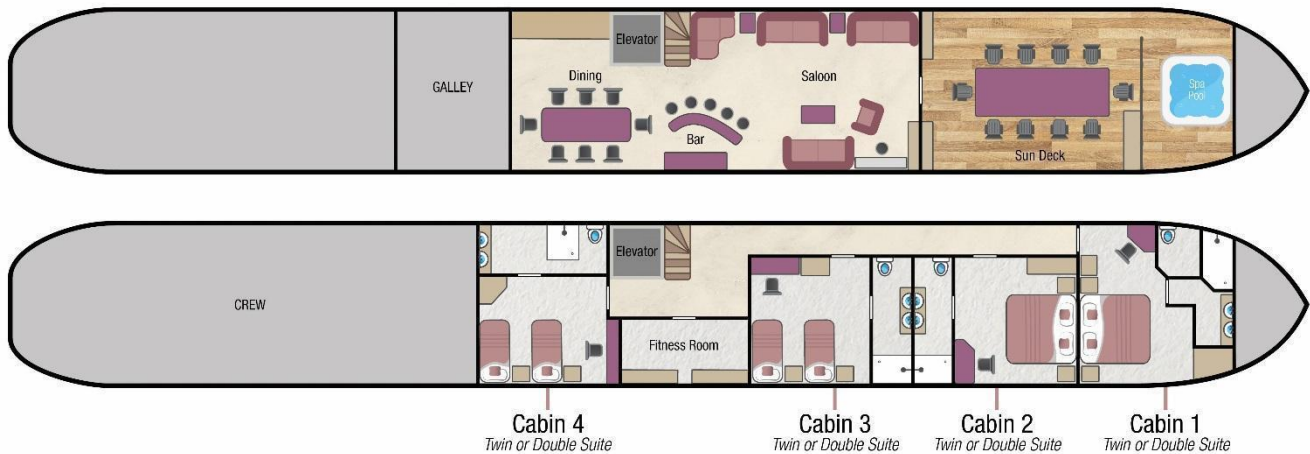 Elevator
Dining
Saloon
GALLEY
Spa
Pool
Bar
Sun Deck
Elevator
CREW
Fitness Room
Cabin 4
Twin or Double Suite
Cabin 3
Twin or Double Suite
Cabin 2
Twin or Double Suite
Cabin 1
Twin or Double Suite